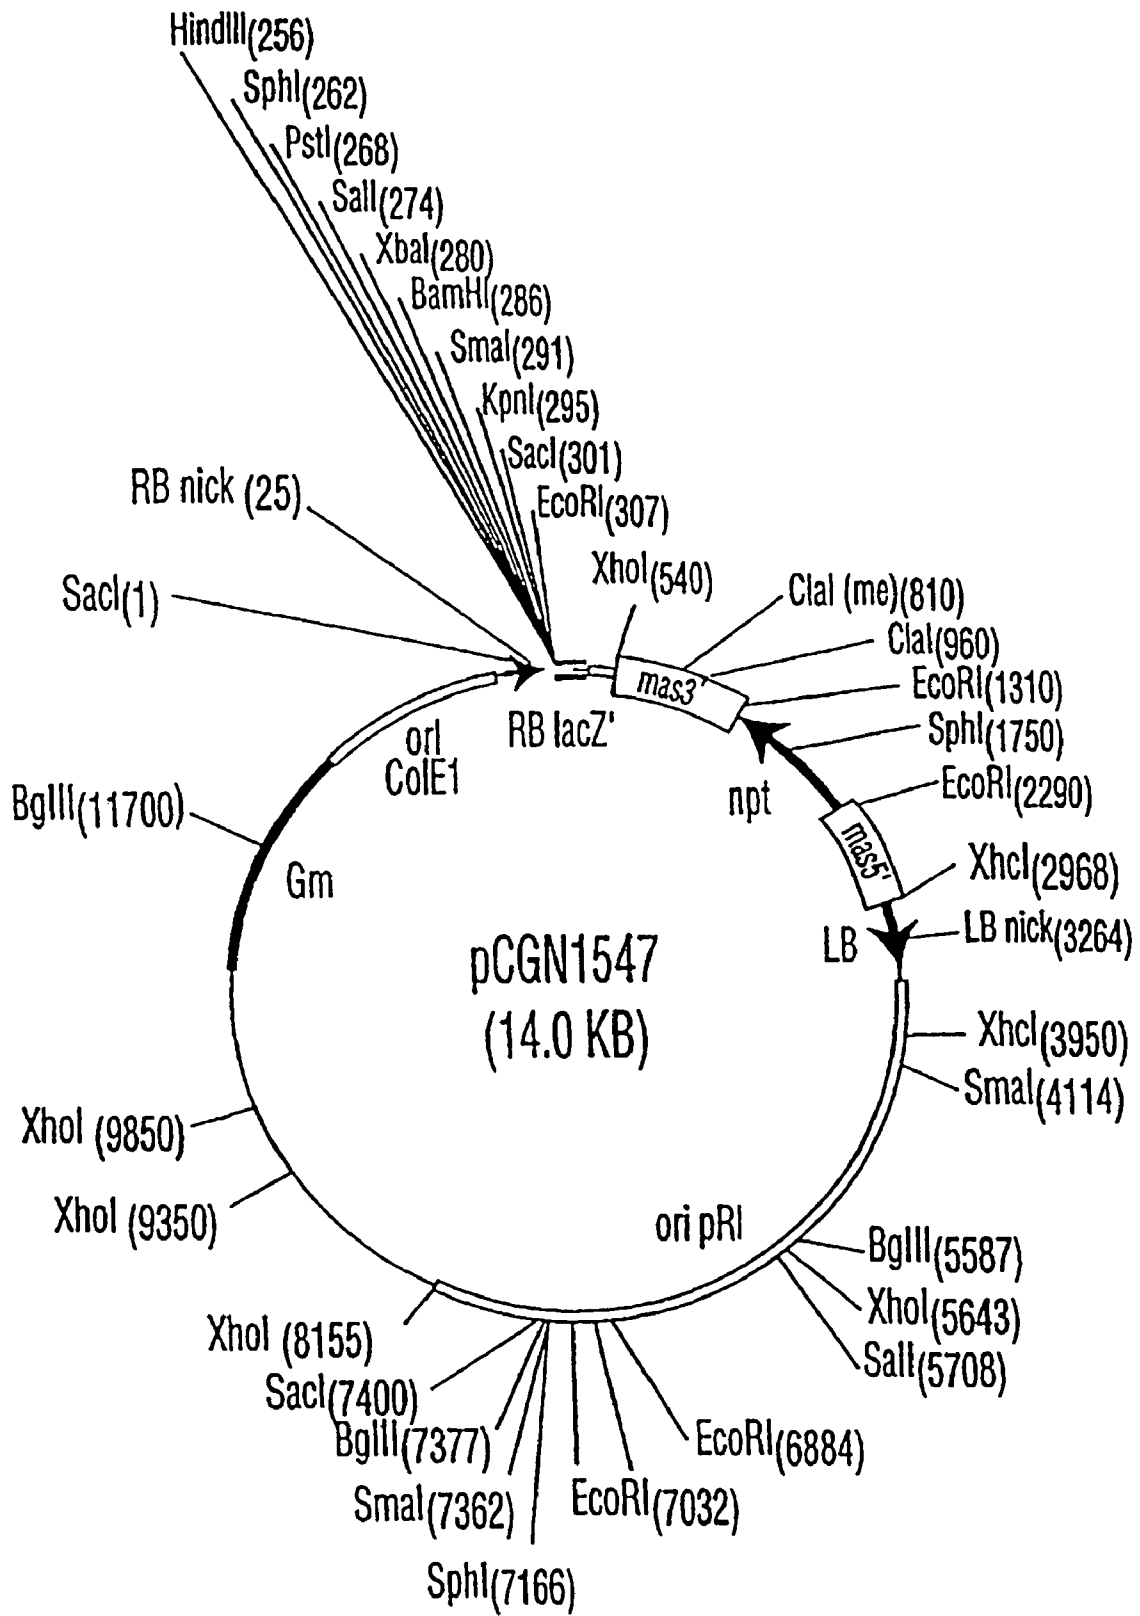 HindIII(256)
SphI(262)
PstI(268)
SalI(274)
XbaI(280)
BamHI(286)
SmaI(291)
KpnI(295)
SacI(301)
EcoRI(307)
RB nick (25)
SacI(1)
XhoI(540)
ClaI (me)(810)
ClaI(960)
EcoRI(1310)
SphI(1750)
EcoRI(2290)
XhcI(2968)
LB nick(3264)
XhcI(3950)
SmaI(4114)
mas3'
RB lacZ'
orI
ColE1
npt
mas5'
LB
BglII(11700)
Gm
pCGN1547
(14.0 KB)
XhoI (9850)
XhoI (9350)
ori pRI
BglII(5587)
XhoI(5643)
SalI(5708)
XhoI (8155)
SacI(7400)
BglII(7377)
SmaI(7362)
SphI(7166)
EcoRI(7032)
EcoRI(6884)